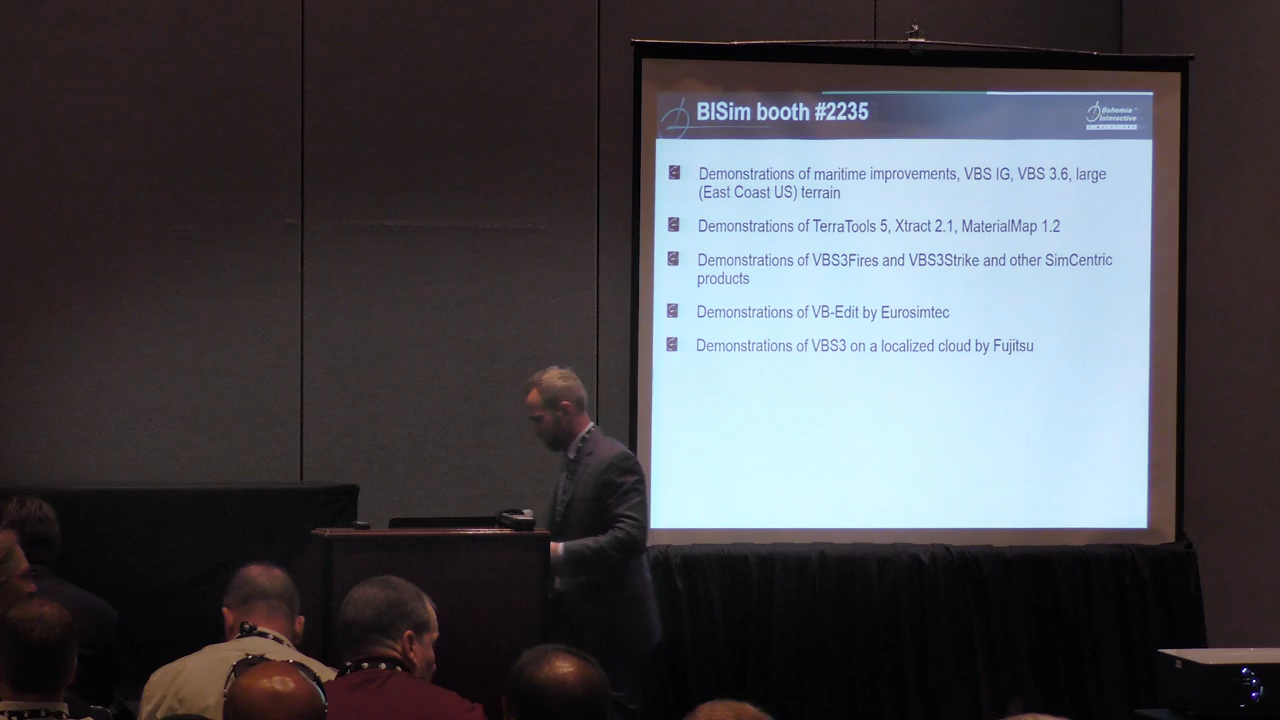 BISim booth #2235
Bohemia
Interactive
SIMULATIONS
Demonstrations of maritime improvements, VBS IG, VBS 3.6, large
(East Coast US) terrain
Demonstrations of TerraTools 5, Xtract 2.1, MaterialMap 1.2
Demonstrations of VBS3Fires and VBS3Strike and other SimCentric
products
Demonstrations of VB-Edit by Eurosimtec
Demonstrations of VBS3 on a localized cloud by Fujitsu